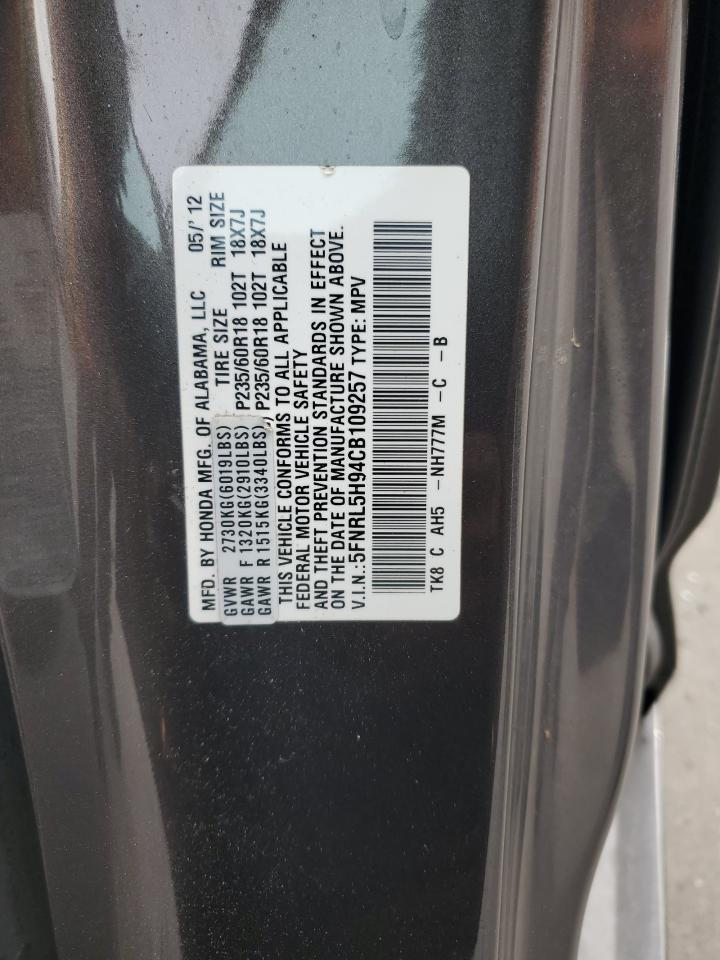 MFD. BY HONDA MFG. OF ALABAMA, LLC 05/'12
TIRE SIZE RIM SIZE
GVWR 2730KG(6019LBS)
GAWR F 1320KG(2910LBS) P235/60R18 102T 18X7J
GAWR R 1515KG(3340LBS) P235/60R18 102T 18X7J
THIS VEHICLE CONFORMS TO ALL APPLICABLE
FEDERAL MOTOR VEHICLE SAFETY
AND THEFT PREVENTION STANDARDS IN EFFECT
ON THE DATE OF MANUFACTURE SHOWN ABOVE.
V.I.N.:5FNRL5H94CB109257 TYPE: MPV
TK8 C AH5 -NH777M -C -B